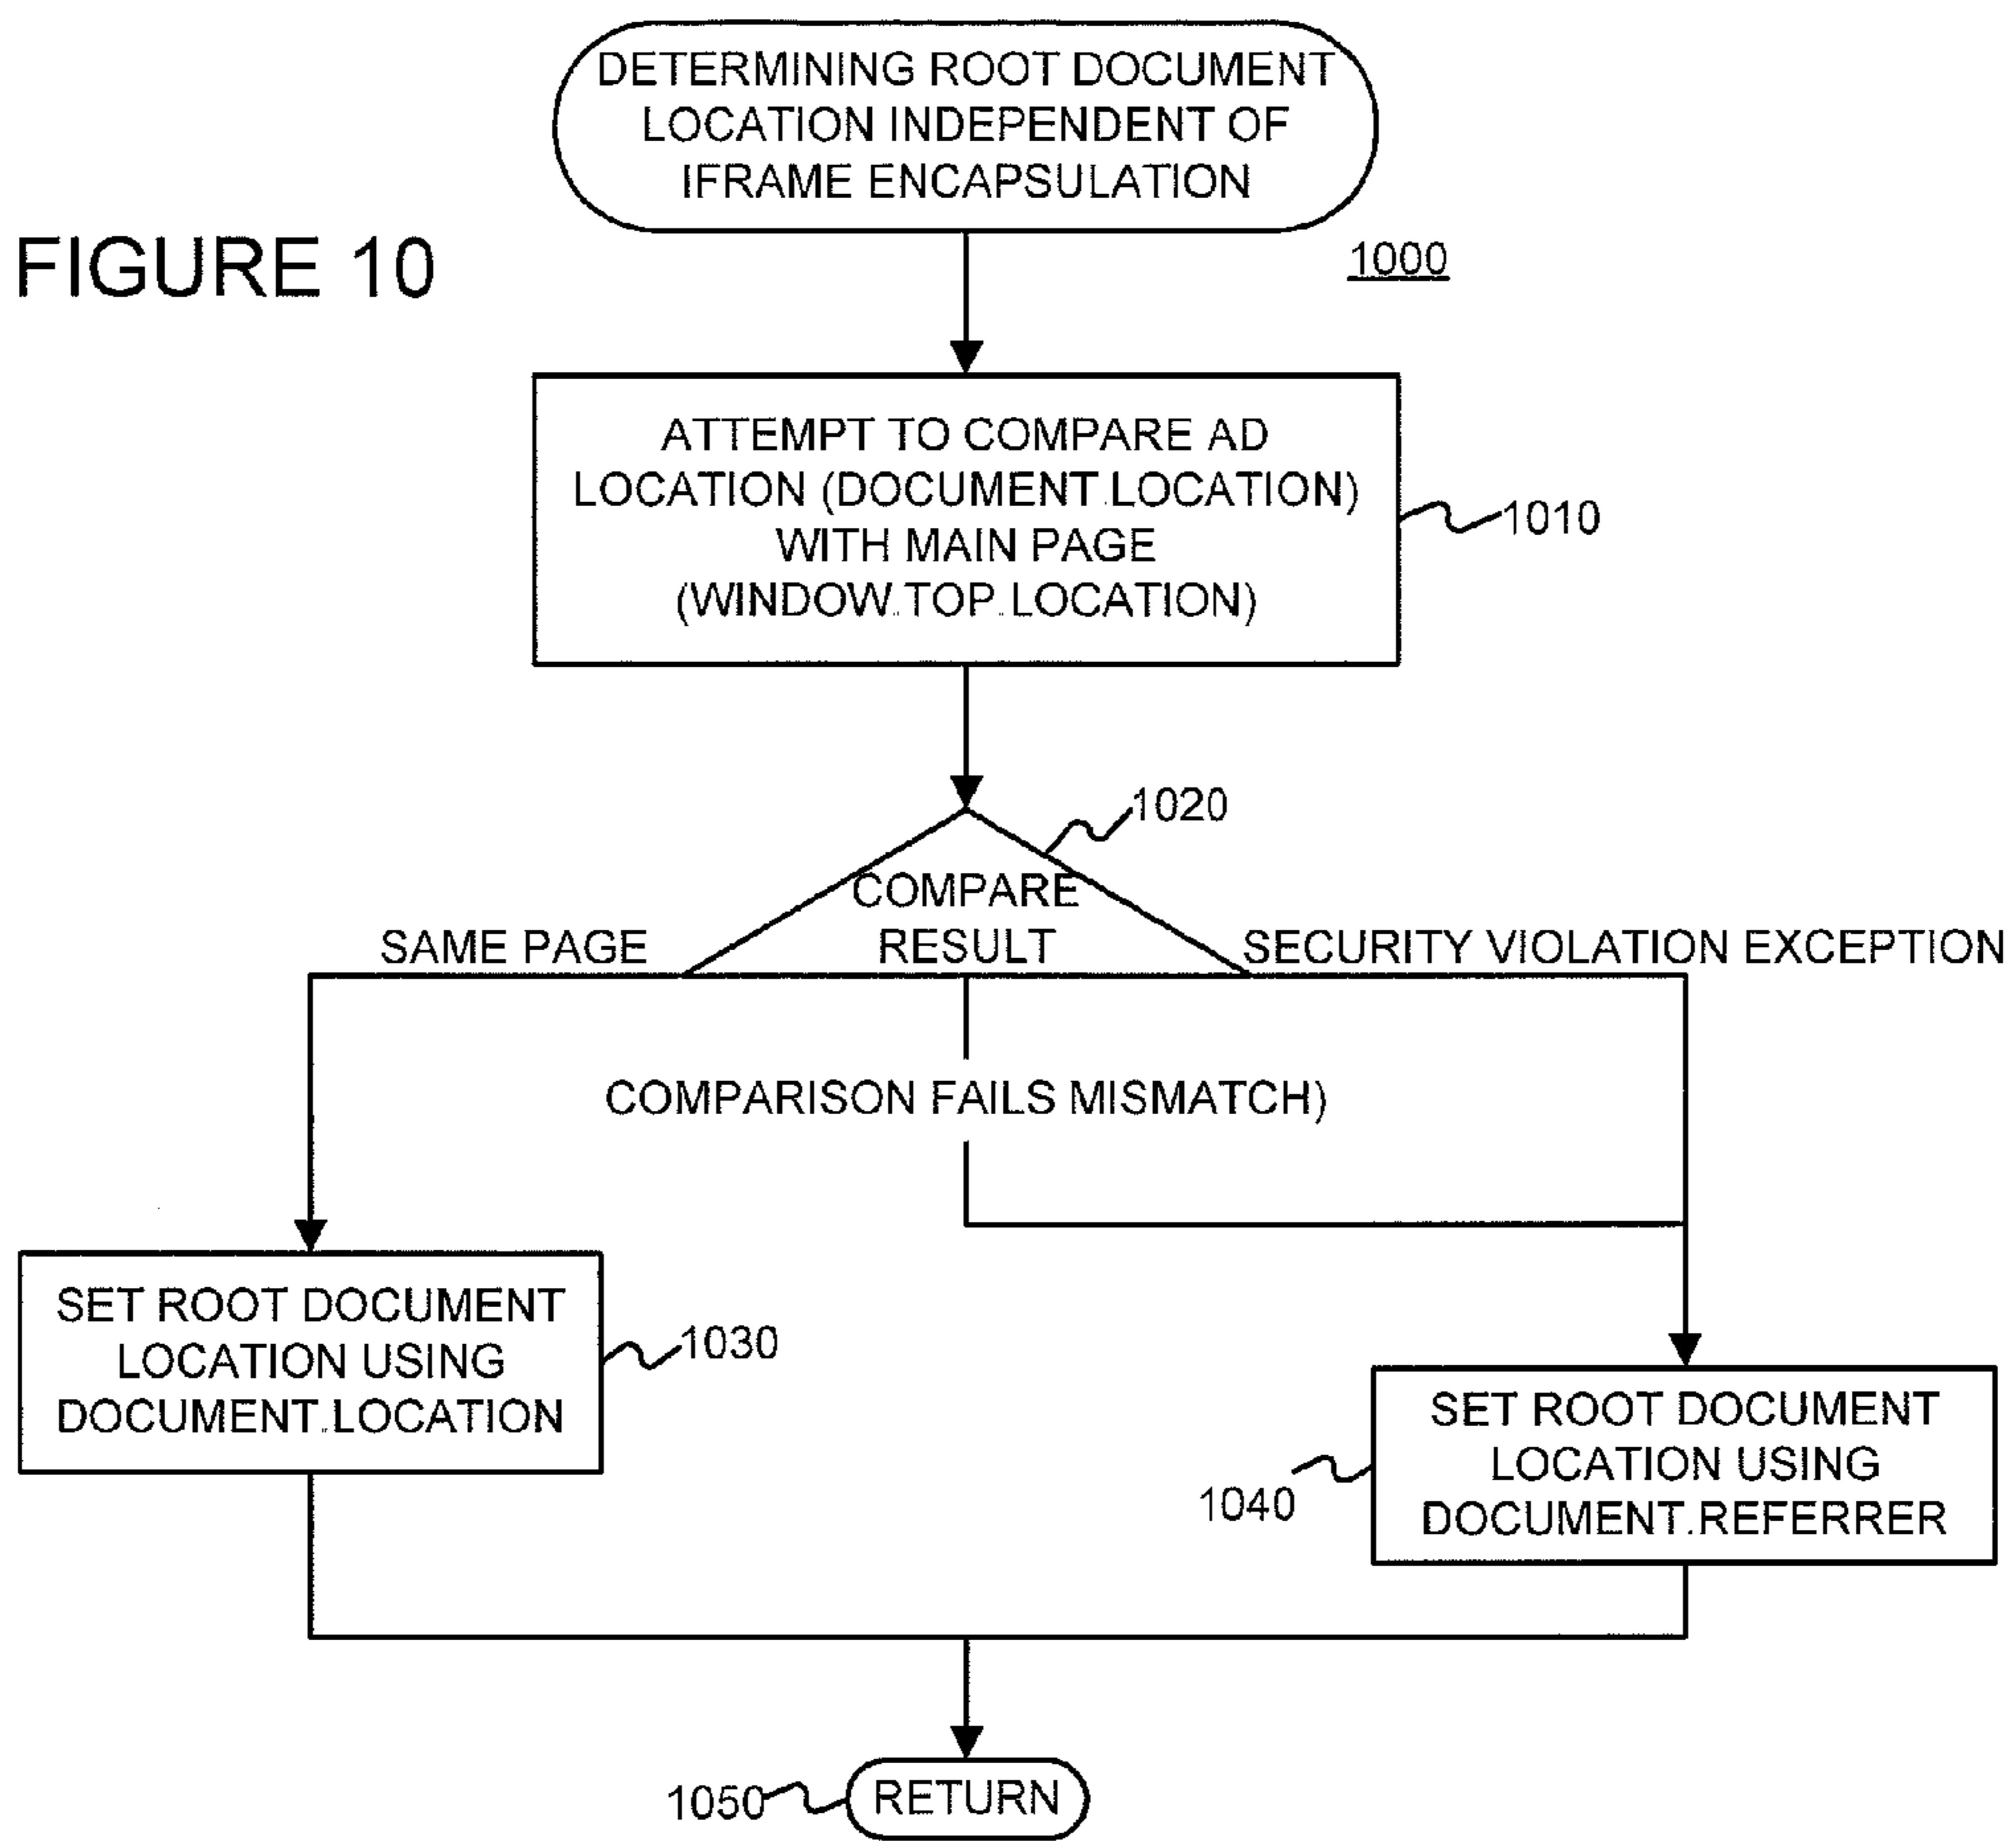 DETERMINING ROOT DOCUMENT
LOCATION INDEPENDENT OF
IFRAME ENCAPSULATION
FIGURE 10
1000
ATTEMPT TO COMPARE AD
LOCATION (DOCUMENT.LOCATION)
WITH MAIN PAGE
(WINDOW.TOP.LOCATION)
1010
1020
COMPARE
RESULT
SAME PAGE
SECURITY VIOLATION EXCEPTION
COMPARISON FAILS MISMATCH)
SET ROOT DOCUMENT
LOCATION USING
DOCUMENT.LOCATION
1030
SET ROOT DOCUMENT
LOCATION USING
DOCUMENT.REFERRER
1040
1050
RETURN